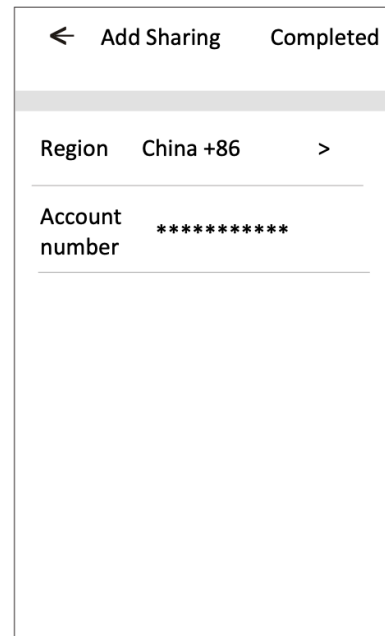 ← Add Sharing Completed
Region China +86 >
Account
number ***********